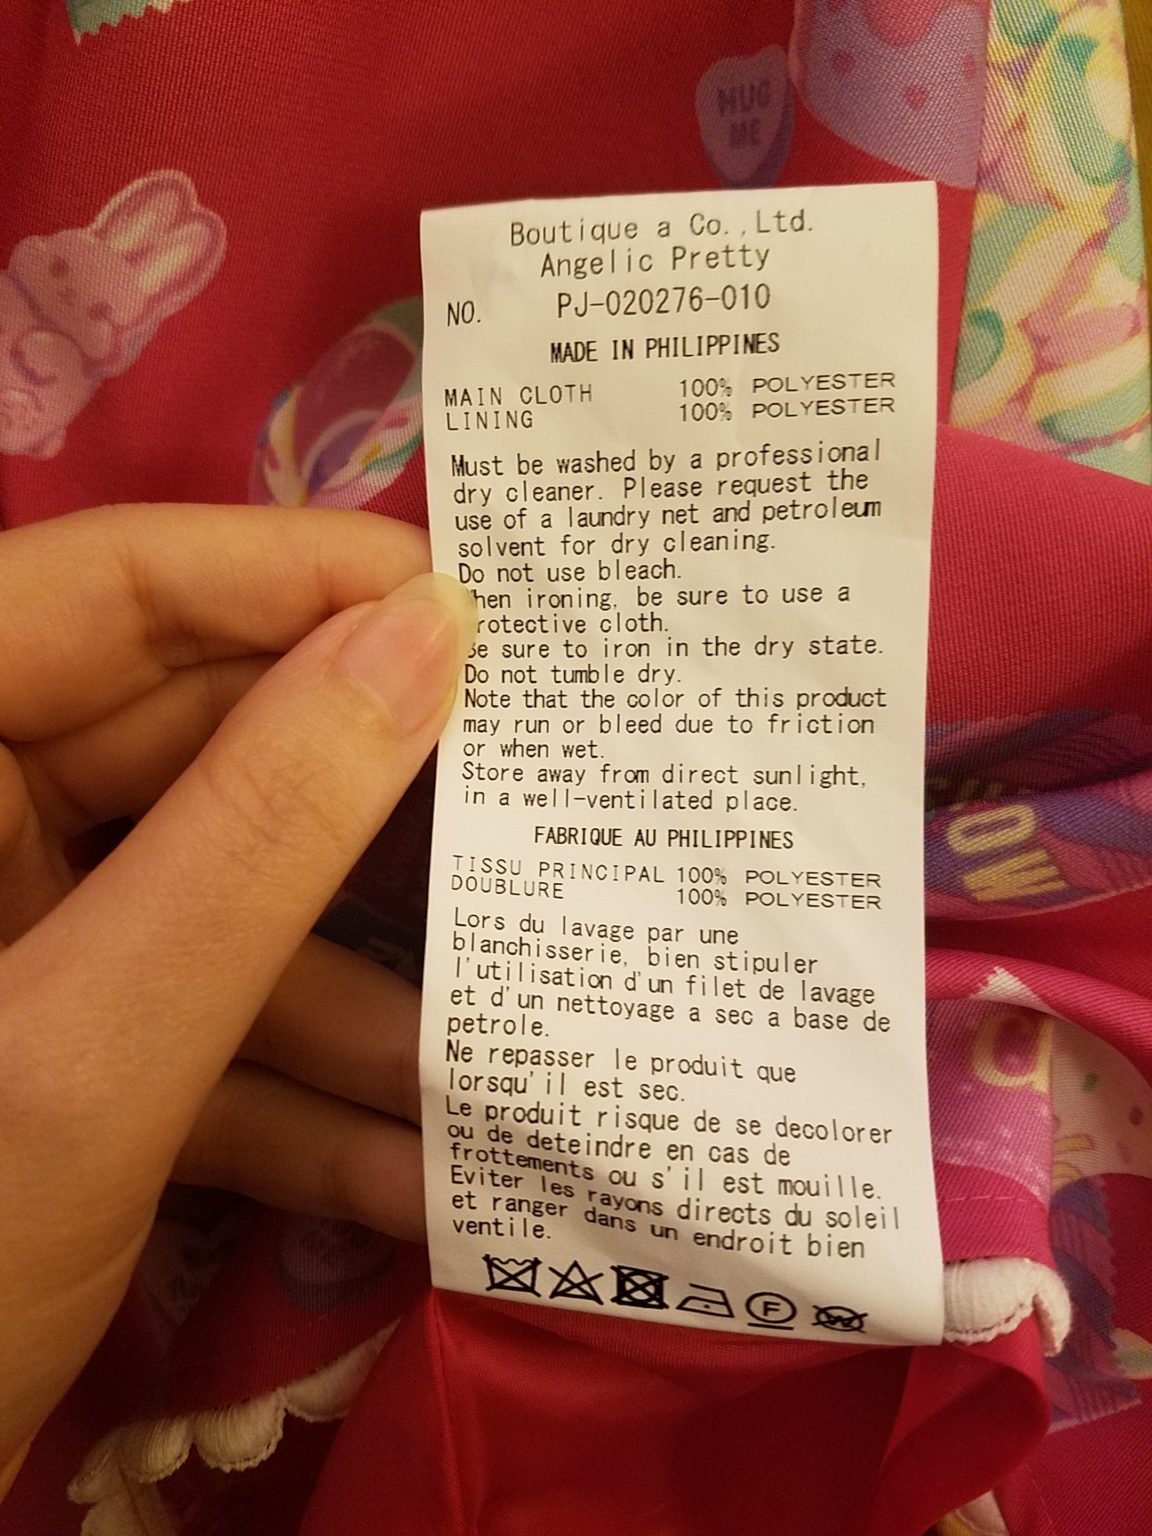 HUG
ME
Boutique a Co.,Ltd.
Angelic Pretty
NO. PJ-020276-010
MADE IN PHILIPPINES
MAIN CLOTH 100% POLYESTER
LINING 100% POLYESTER
Must be washed by a professional
dry cleaner. Please request the
use of a laundry net and petroleum
solvent for dry cleaning.
Do not use bleach.
hen ironing, be sure to use a
rotective cloth.
Be sure to iron in the dry state.
Do not tumble dry.
Note that the color of this product
may run or bleed due to friction
or when wet.
Store away from direct sunlight,
in a well-ventilated place.
FABRIQUE AU PHILIPPINES
TISSU PRINCIPAL 100% POLYESTER
DOUBLURE 100% POLYESTER
Lors du lavage par une
blanchisserie, bien stipuler
l'utilisation d'un filet de lavage
et d'un nettoyage a sec a base de
petrole.
Ne repasser le produit que
lorsqu'il est sec.
Le produit risque de se decolorer
ou de deteindre en cas de
frottements ou s'il est mouille.
Eviter les rayons directs du soleil
et ranger dans un endroit bien
ventile.
F W